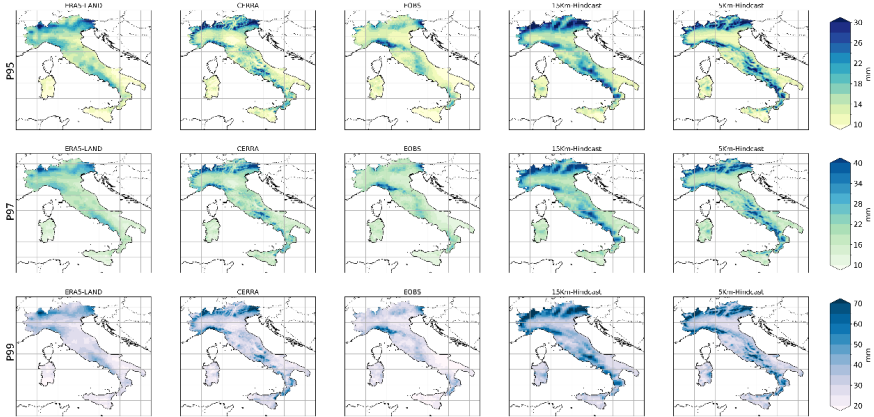 ERA5-LAND CERRA EOBS 15Km-Hindcast 5Km-Hindcast
P95
30
26
22
18
14
10
mm
ERA5-LAND CERRA EOBS 15Km-Hindcast 5Km-Hindcast
P97
40
34
28
22
16
10
mm
ERA5-LAND CERRA EOBS 15Km-Hindcast 5Km-Hindcast
P99
70
60
50
40
30
20
mm